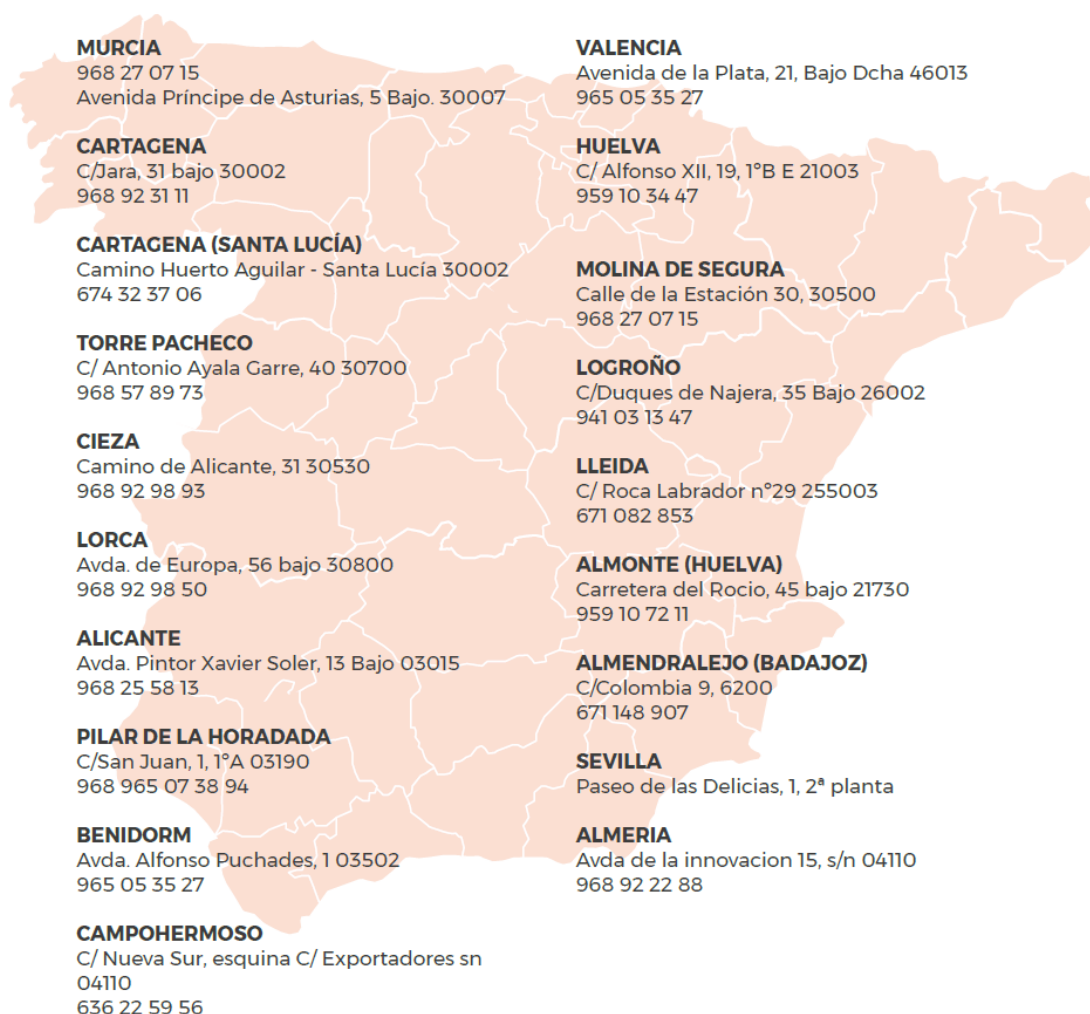 MURCIA
968 27 07 15
Avenida Príncipe de Asturias, 5 Bajo. 30007
CARTAGENA
C/Jara, 31 bajo 30002
968 92 31 11
CARTAGENA (SANTA LUCÍA)
Camino Huerto Aguilar - Santa Lucía 30002
674 32 37 06
TORRE PACHECO
C/ Antonio Ayala Garre, 40 30700
968 57 89 73
CIEZA
Camino de Alicante, 31 30530
968 92 98 93
LORCA
Avda. de Europa, 56 bajo 30800
968 92 98 50
ALICANTE
Avda. Pintor Xavier Soler, 13 Bajo 03015
968 25 58 13
PILAR DE LA HORADADA
C/San Juan, 1, 1ºA 03190
968 965 07 38 94
BENIDORM
Avda. Alfonso Puchades, 1 03502
965 05 35 27
CAMPOHERMOSO
C/ Nueva Sur, esquina C/ Exportadores sn
04110
636 22 59 56
VALENCIA
Avenida de la Plata, 21, Bajo Dcha 46013
965 05 35 27
HUELVA
C/ Alfonso XII, 19, 1ºB E 21003
959 10 34 47
MOLINA DE SEGURA
Calle de la Estación 30, 30500
968 27 07 15
LOGROÑO
C/Duques de Najera, 35 Bajo 26002
941 03 13 47
LLEIDA
C/ Roca Labrador nº29 255003
671 082 853
ALMONTE (HUELVA)
Carretera del Rocio, 45 bajo 21730
959 10 72 11
ALMENDRALEJO (BADAJOZ)
C/Colombia 9, 6200
671 148 907
SEVILLA
Paseo de las Delicias, 1, 2ª planta
ALMERIA
Avda de la innovacion 15, s/n 04110
968 92 22 88